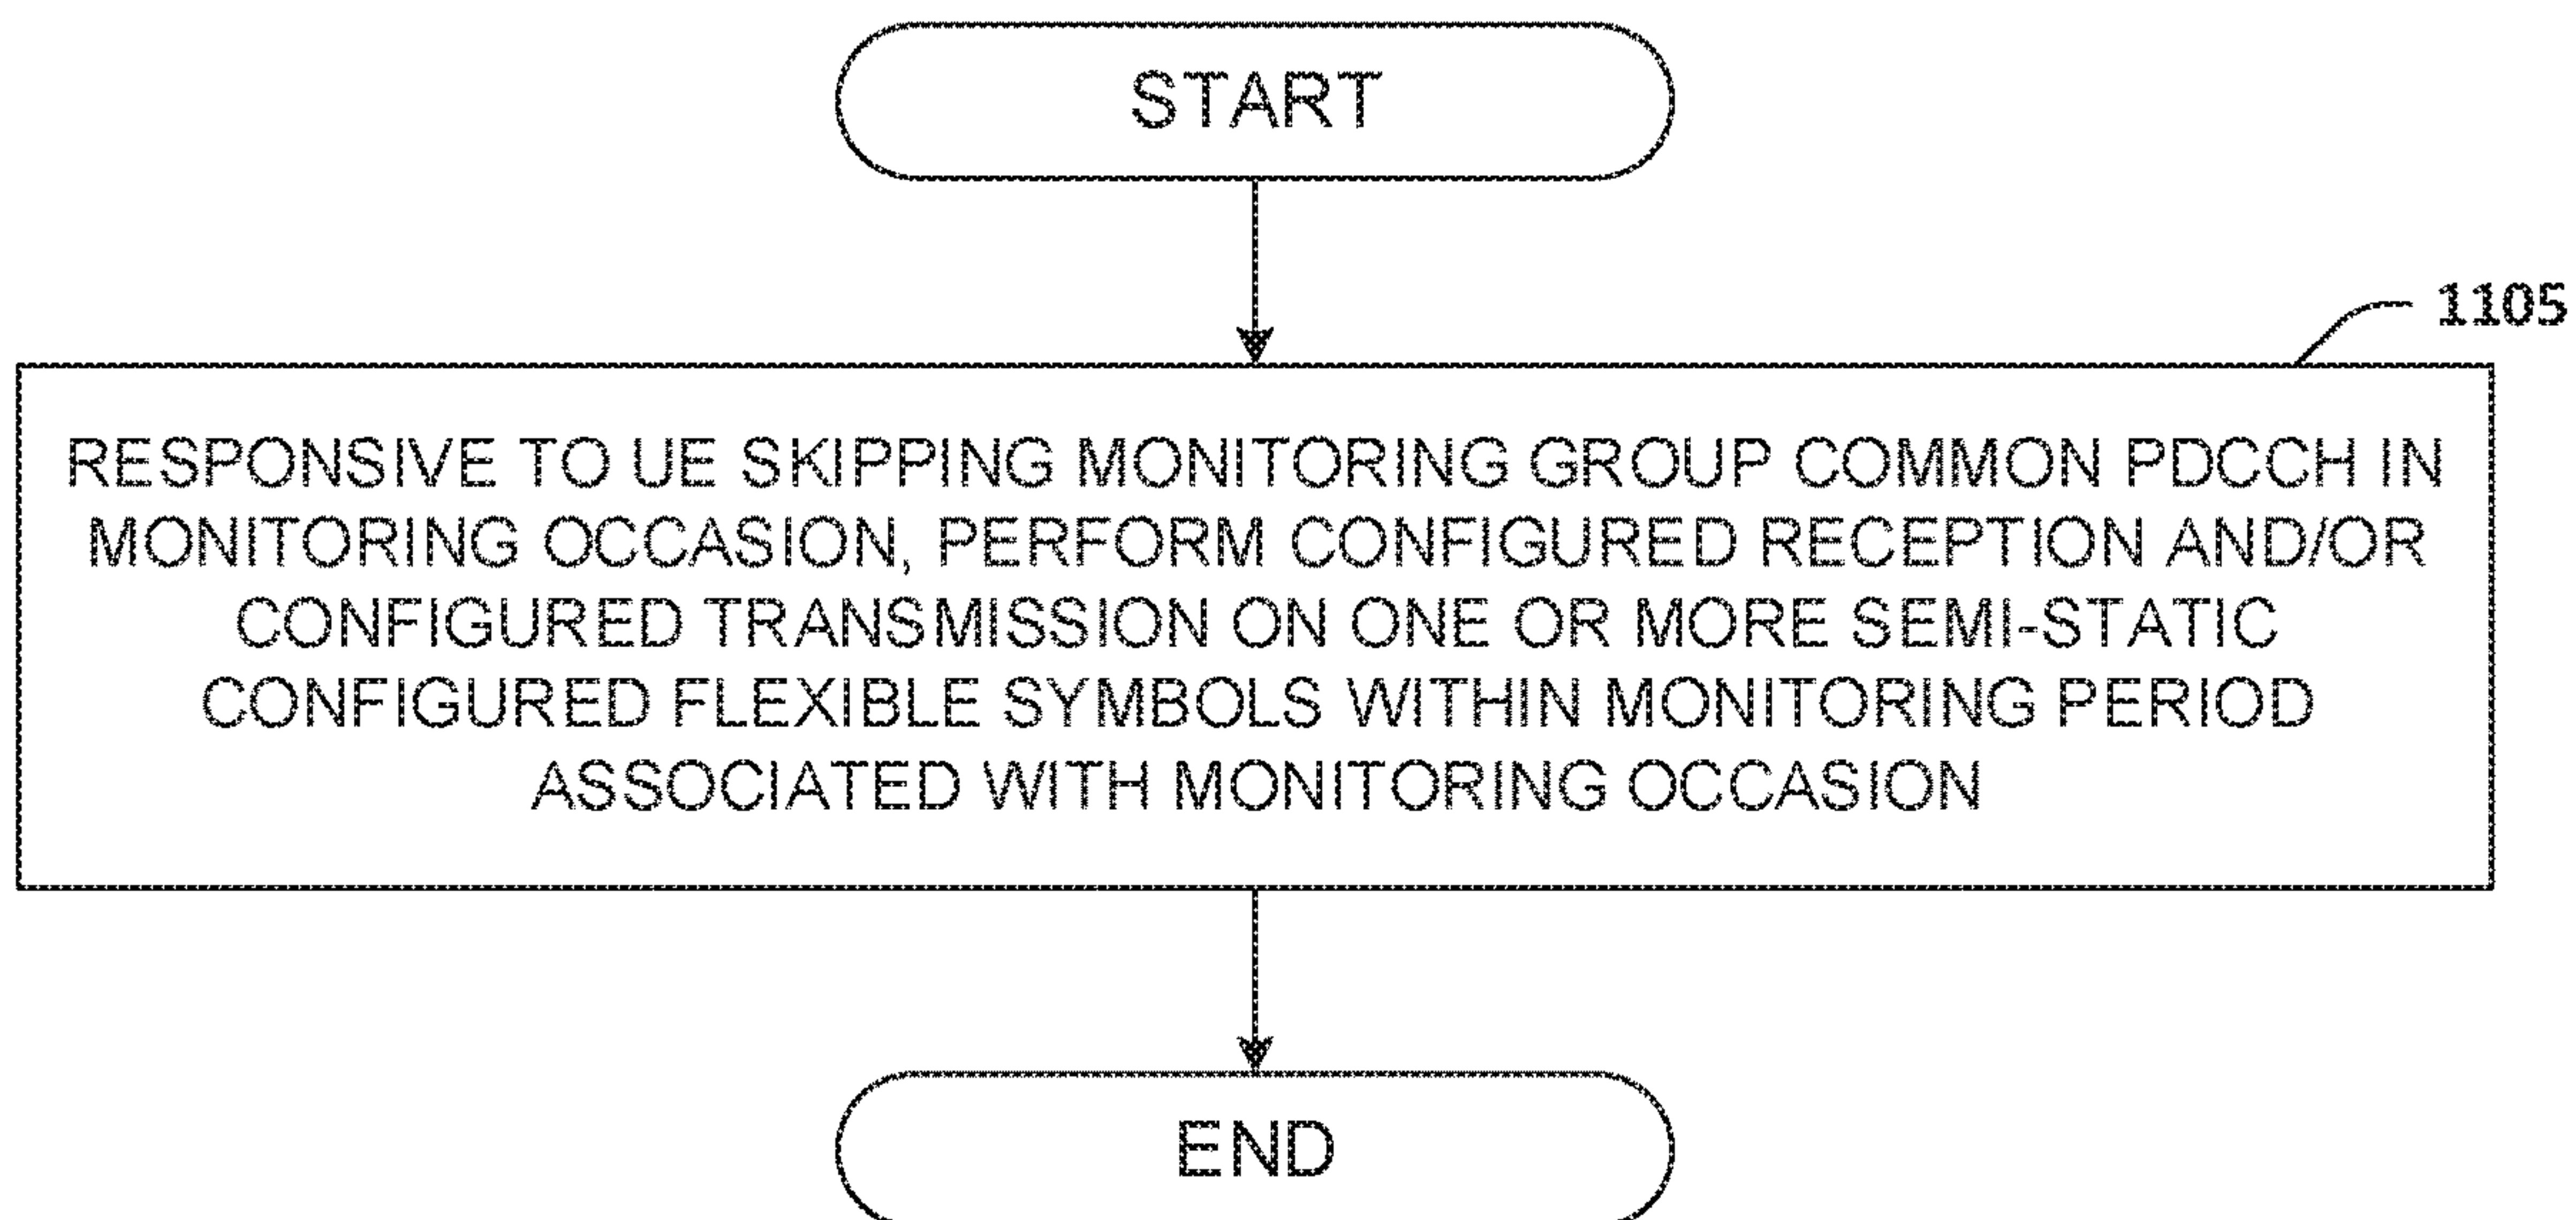 START
1105
RESPONSIVE TO UE SKIPPING MONITORING GROUP COMMON PDCCH IN
MONITORING OCCASION, PERFORM CONFIGURED RECEPTION AND/OR
CONFIGURED TRANSMISSION ON ONE OR MORE SEMI-STATIC
CONFIGURED FLEXIBLE SYMBOLS WITHIN MONITORING PERIOD
ASSOCIATED WITH MONITORING OCCASION
END